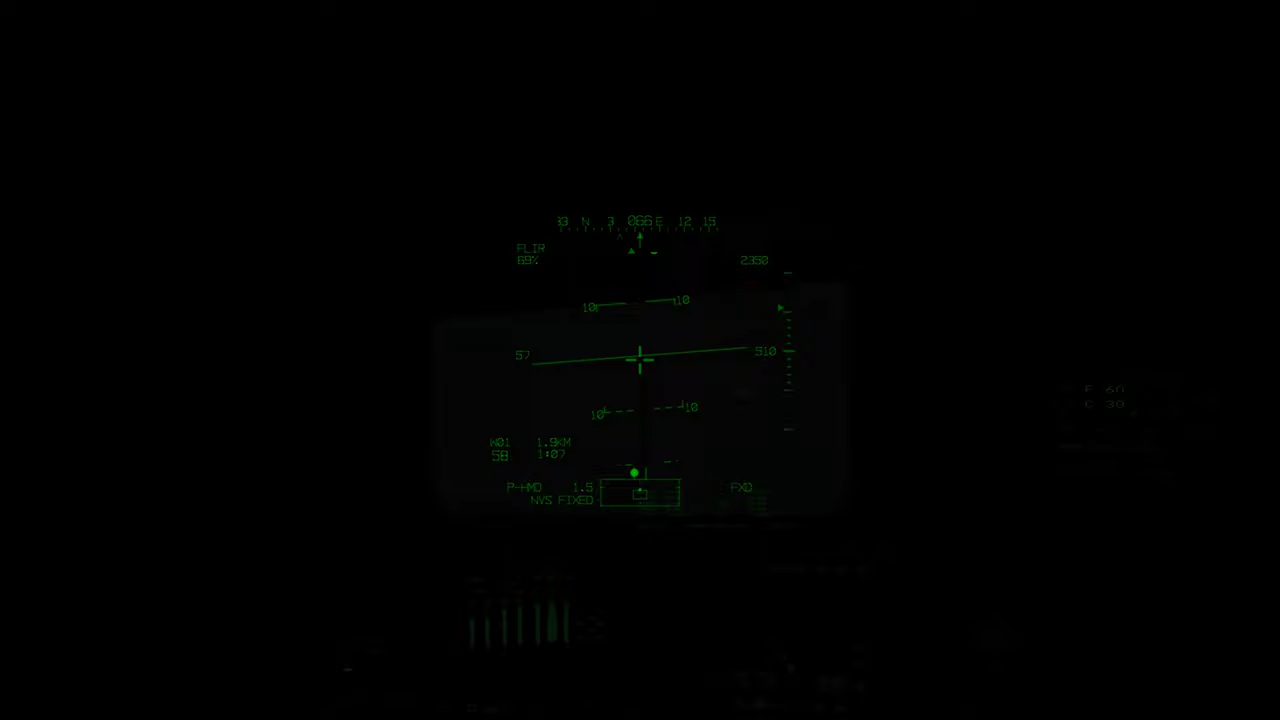 33 N 3 066 E 12 15
FLIR
69%
2350
10 10
57
510
10 10
W01 1.9KM
58 1:07
P-HMD 1.5
NVS FIXED
FXD
F 60
C 30